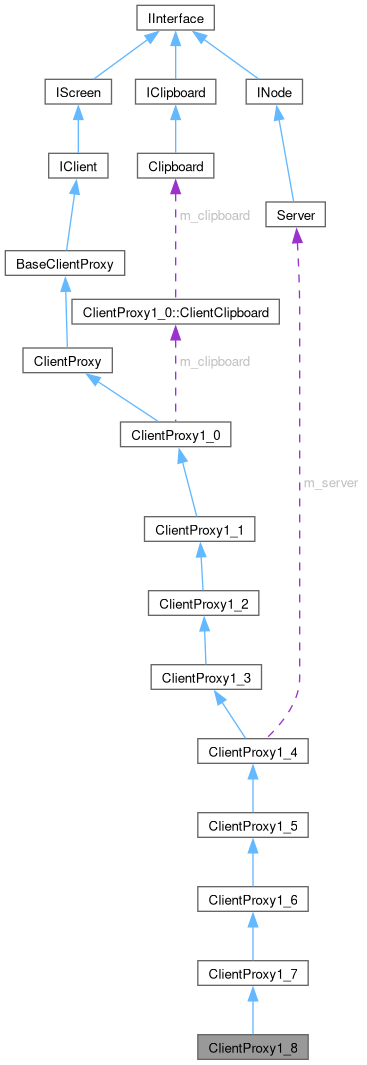 IInterface
IScreen
IClipboard
INode
IClient
Clipboard
Server
m_clipboard
BaseClientProxy
ClientProxy1_0::ClientClipboard
ClientProxy
m_clipboard
ClientProxy1_0
m_server
ClientProxy1_1
ClientProxy1_2
ClientProxy1_3
ClientProxy1_4
ClientProxy1_5
ClientProxy1_6
ClientProxy1_7
ClientProxy1_8